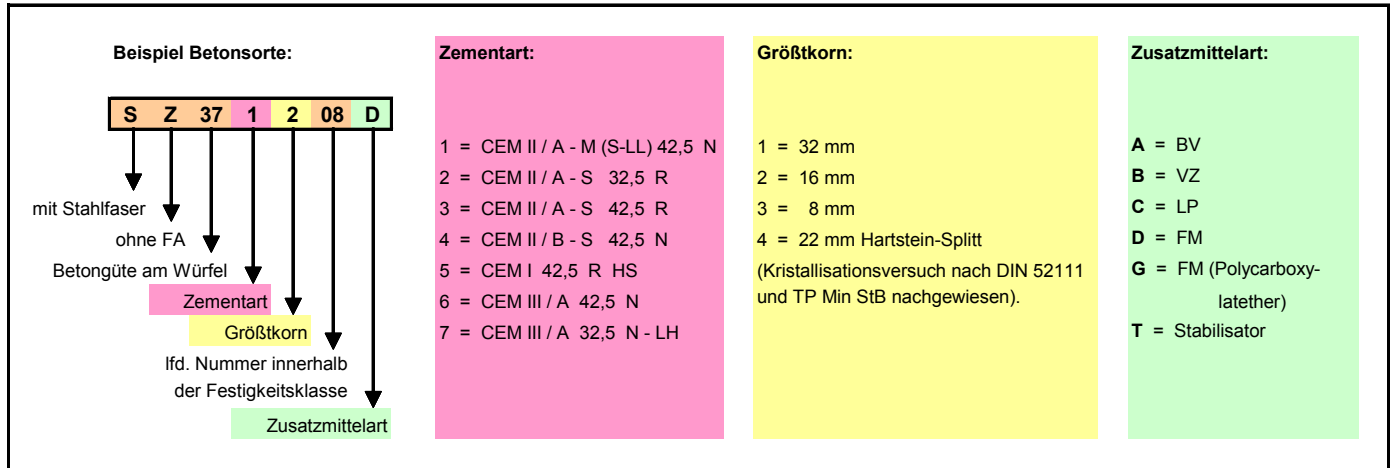 Beispiel Betonsorte:
S Z 37 1 2 08 D
mit Stahlfaser
ohne FA
Betongüte am Würfel
Zementart
Größtkorn
lfd. Nummer innerhalb
der Festigkeitsklasse
Zusatzmittelart
Zementart:
1 = CEM II / A - M (S-LL) 42,5 N
2 = CEM II / A - S 32,5 R
3 = CEM II / A - S 42,5 R
4 = CEM II / B - S 42,5 N
5 = CEM I 42,5 R HS
6 = CEM III / A 42,5 N
7 = CEM III / A 32,5 N - LH
Größtkorn:
1 = 32 mm
2 = 16 mm
3 = 8 mm
4 = 22 mm Hartstein-Splitt
(Kristallisationsversuch nach DIN 52111
und TP Min StB nachgewiesen).
Zusatzmittelart:
A = BV
B = VZ
C = LP
D = FM
G = FM (Polycarboxy-
latether)
T = Stabilisator